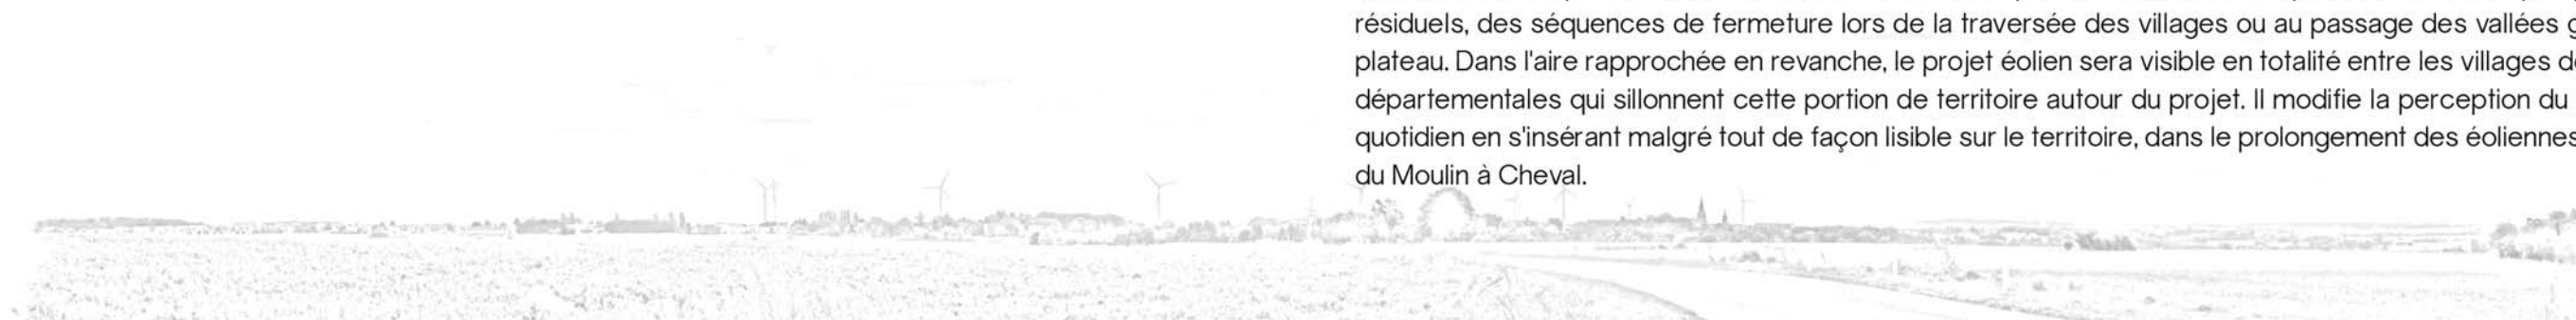 résiduels, des séquences de fermeture lors de la traversée des villages ou au passage des vallées
plateau. Dans l'aire rapprochée en revanche, le projet éolien sera visible en totalité entre les villages
départementales qui sillonnent cette portion de territoire autour du projet. Il modifie la perception du
quotidien en s'insérant malgré tout de façon lisible sur le territoire, dans le prolongement des éoliennes
du Moulin à Cheval.